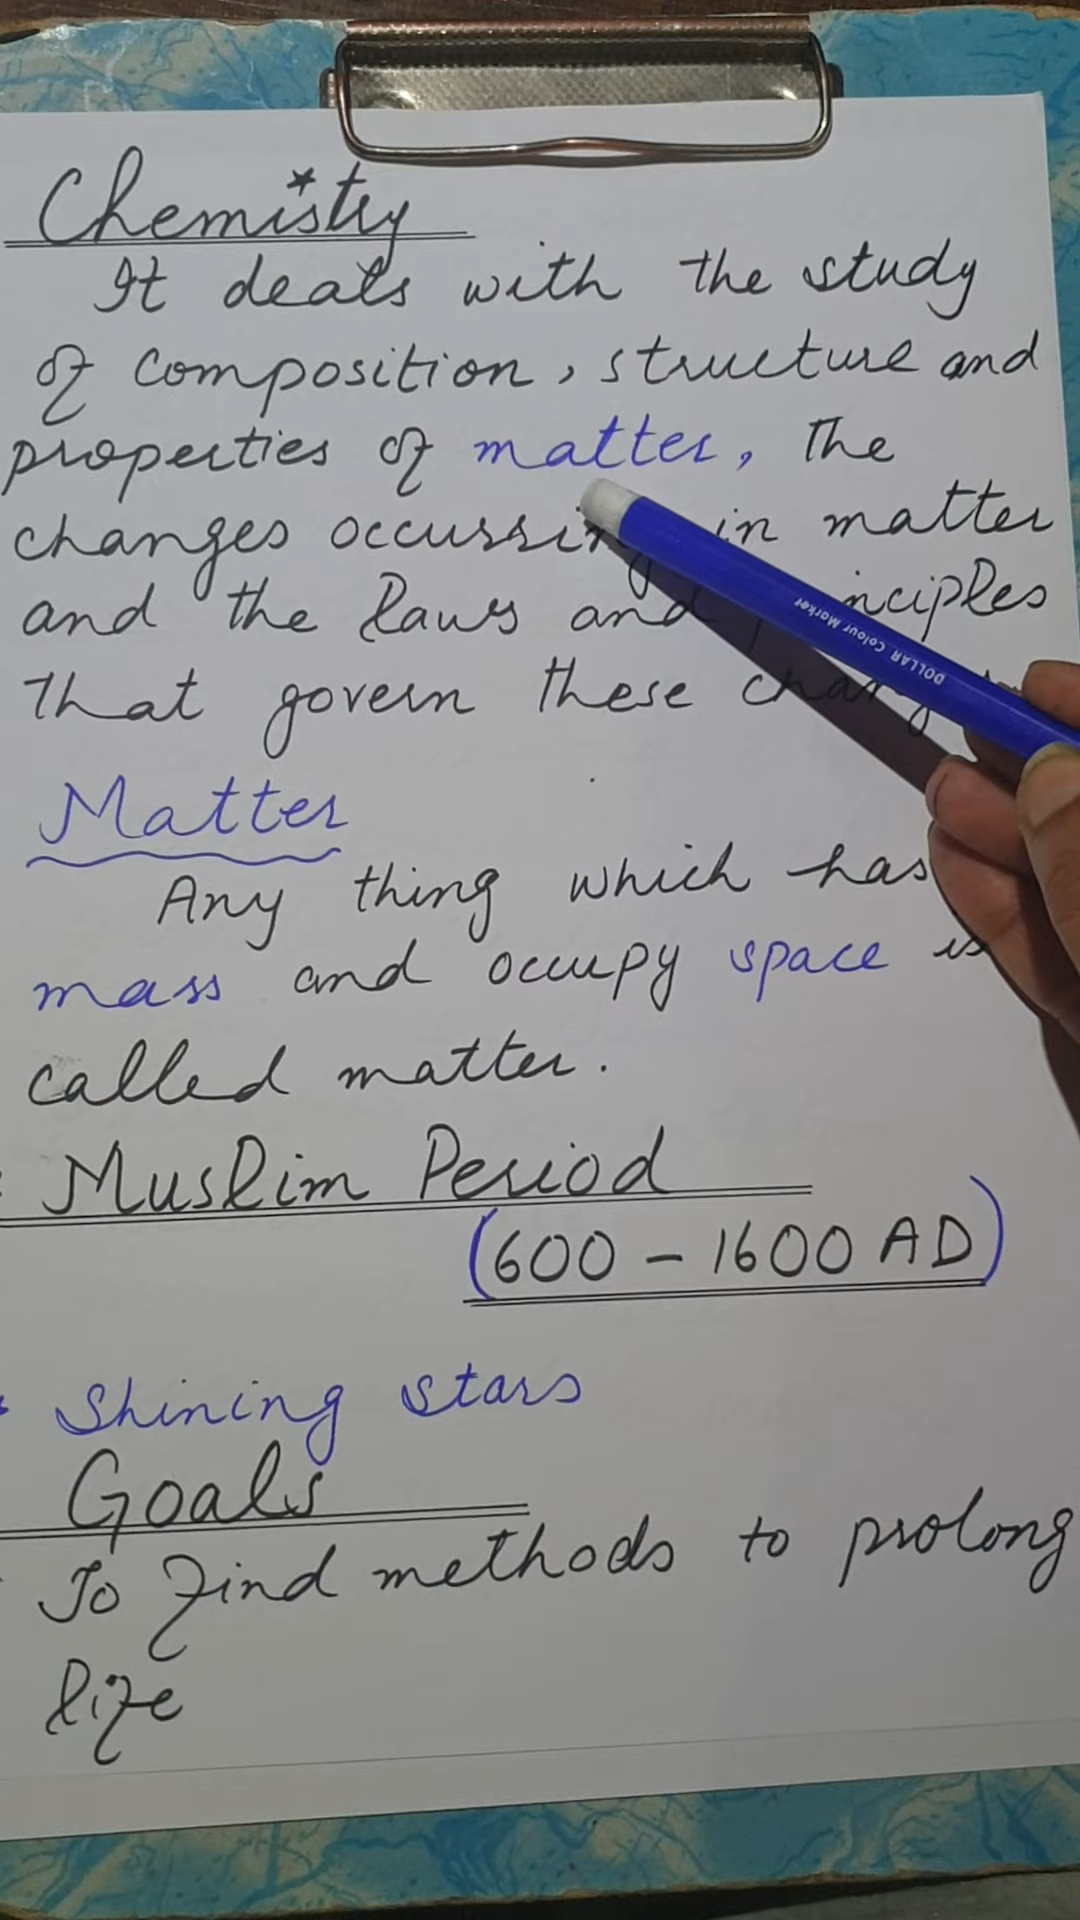 Chemistry
It deals with the study
of composition, structure and
properties of matter, the
changes occurring in matter
and the laws and principles
that govern these
Matter
Any thing which has
mass and occupy space is
called matter.
Muslim Period
(600 - 1600 AD)
Shining stars
Goals
To find methods to prolong
life
DOLLAR Colour Marker